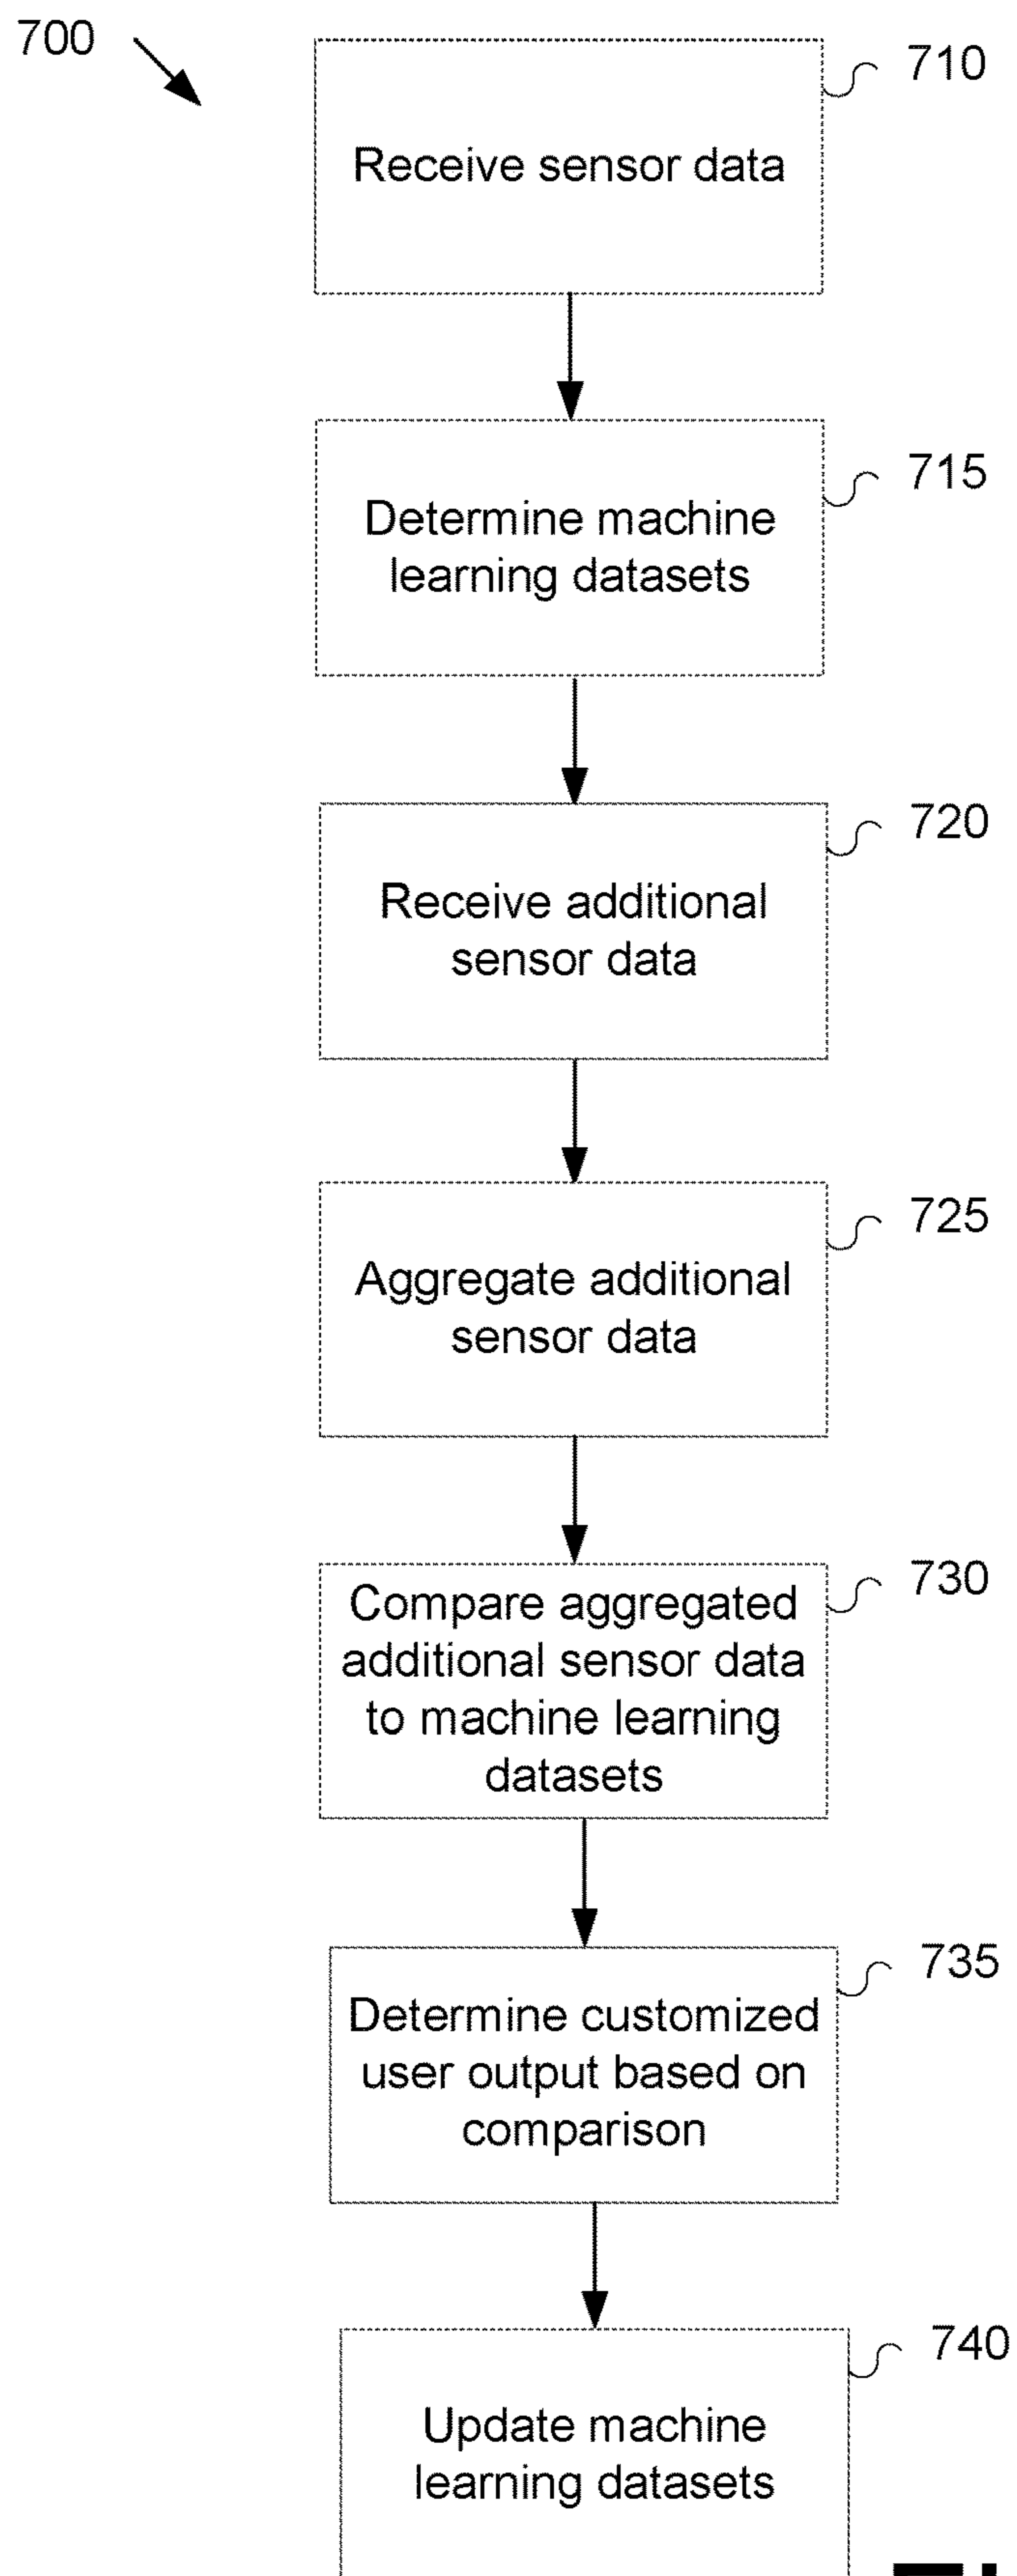 700
710
Receive sensor data
715
Determine machine
learning datasets
720
Receive additional
sensor data
725
Aggregate additional
sensor data
730
Compare aggregated
additional sensor data
to machine learning
datasets
735
Determine customized
user output based on
comparison
740
Update machine
learning datasets